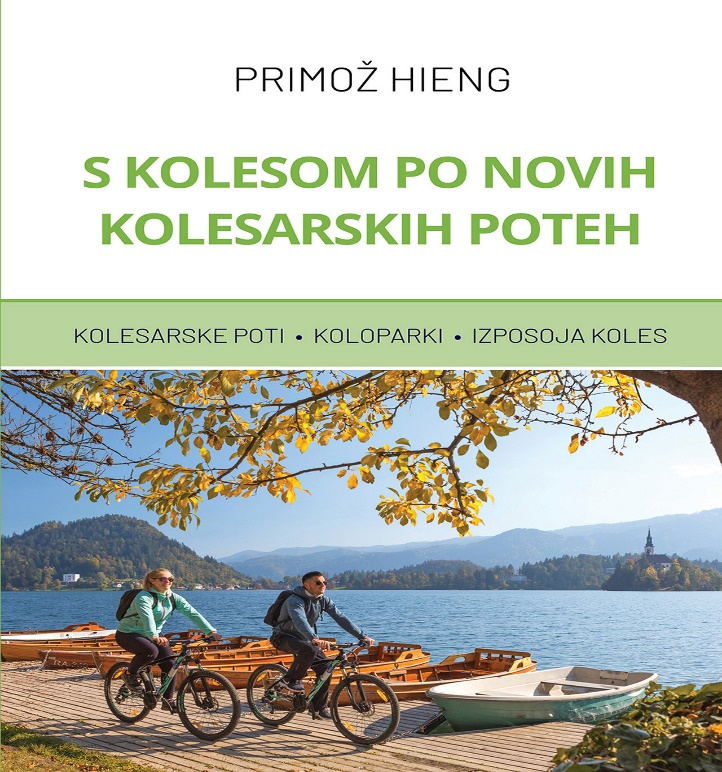 PRIMOŽ HIENG
S KOLESOM PO NOVIH
KOLESARSKIH POTEH
KOLESARSKE POTI • KOLOPARKI • IZPOSOJA KOLES